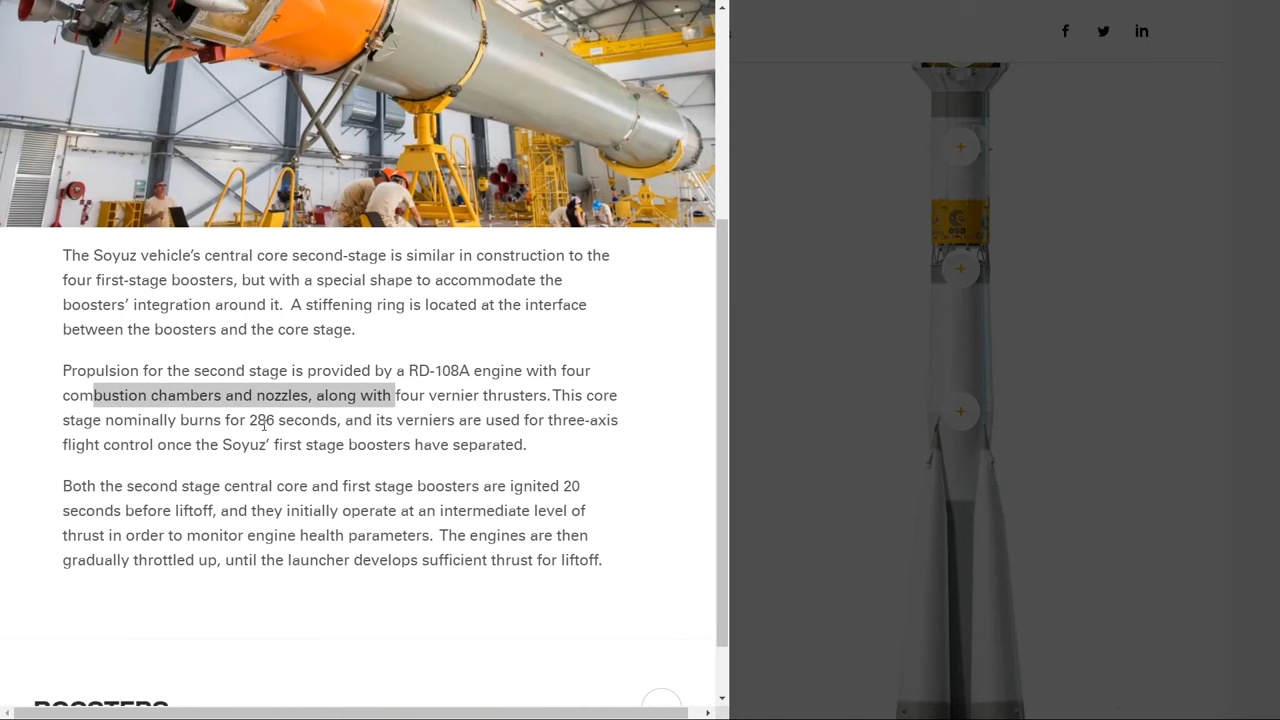 The Soyuz vehicle's central core second-stage is similar in construction to the
four first-stage boosters, but with a special shape to accommodate the
boosters' integration around it. A stiffening ring is located at the interface
between the boosters and the core stage.
Propulsion for the second stage is provided by a RD-108A engine with four
combustion chambers and nozzles, along with four vernier thrusters. This core
stage nominally burns for 286 seconds, and its verniers are used for three-axis
flight control once the Soyuz' first stage boosters have separated.
Both the second stage central core and first stage boosters are ignited 20
seconds before liftoff, and they initially operate at an intermediate level of
thrust in order to monitor engine health parameters. The engines are then
gradually throttled up, until the launcher develops sufficient thrust for liftoff.
BOOSTERS
esa